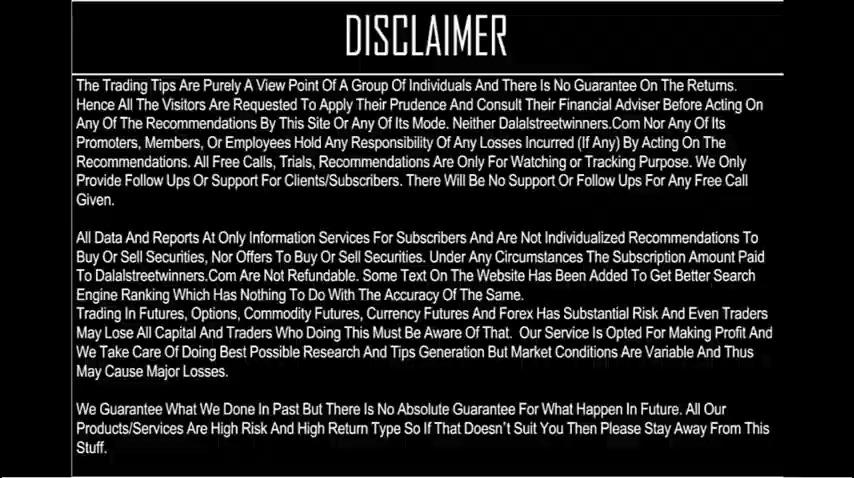 DISCLAIMER
The Trading Tips Are Purely A View Point Of A Group Of Individuals And There Is No Guarantee On The Returns.
Hence All The Visitors Are Requested To Apply Their Prudence And Consult Their Financial Adviser Before Acting On
Any Of The Recommendations By This Site Or Any Of Its Mode. Neither Dalalstreetwinners.Com Nor Any Of Its
Promoters, Members, Or Employees Hold Any Responsibility Of Any Losses Incurred (If Any) By Acting On The
Recommendations. All Free Calls, Trials, Recommendations Are Only For Watching or Tracking Purpose. We Only
Provide Follow Ups Or Support For Clients/Subscribers. There Will Be No Support Or Follow Ups For Any Free Call
Given.
All Data And Reports At Only Information Services For Subscribers And Are Not Individualized Recommendations To
Buy Or Sell Securities, Nor Offers To Buy Or Sell Securities. Under Any Circumstances The Subscription Amount Paid
To Dalalstreetwinners.Com Are Not Refundable. Some Text On The Website Has Been Added To Get Better Search
Engine Ranking Which Has Nothing To Do With The Accuracy Of The Same.
Trading In Futures, Options, Commodity Futures, Currency Futures And Forex Has Substantial Risk And Even Traders
May Lose All Capital And Traders Who Doing This Must Be Aware Of That. Our Service Is Opted For Making Profit And
We Take Care Of Doing Best Possible Research And Tips Generation But Market Conditions Are Variable And Thus
May Cause Major Losses.
We Guarantee What We Done In Past But There Is No Absolute Guarantee For What Happen In Future. All Our
Products/Services Are High Risk And High Return Type So If That Doesn't Suit You Then Please Stay Away From This
Stuff.